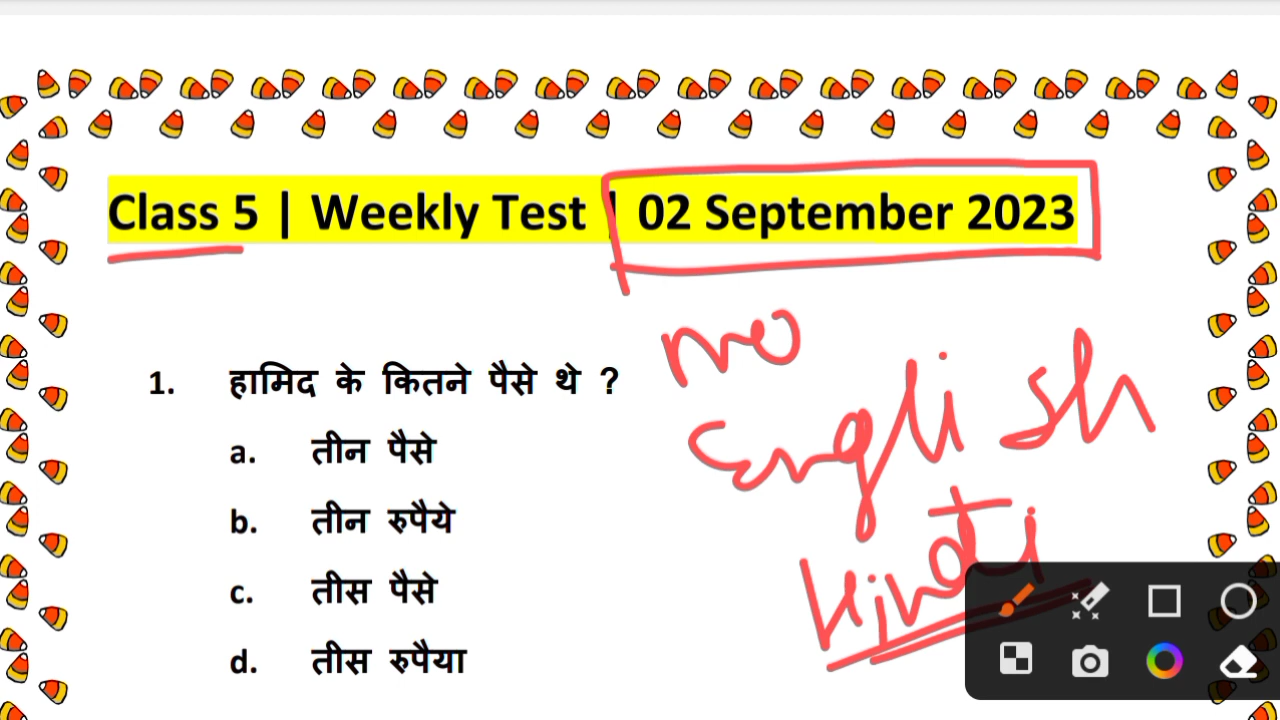 Class 5 | Weekly Test | 02 September 2023
no
English
Hindi
1. हामिद के कितने पैसे थे ?
a. तीन पैसे
b. तीन रुपैये
c. तीस पैसे
d. तीस रुपैया